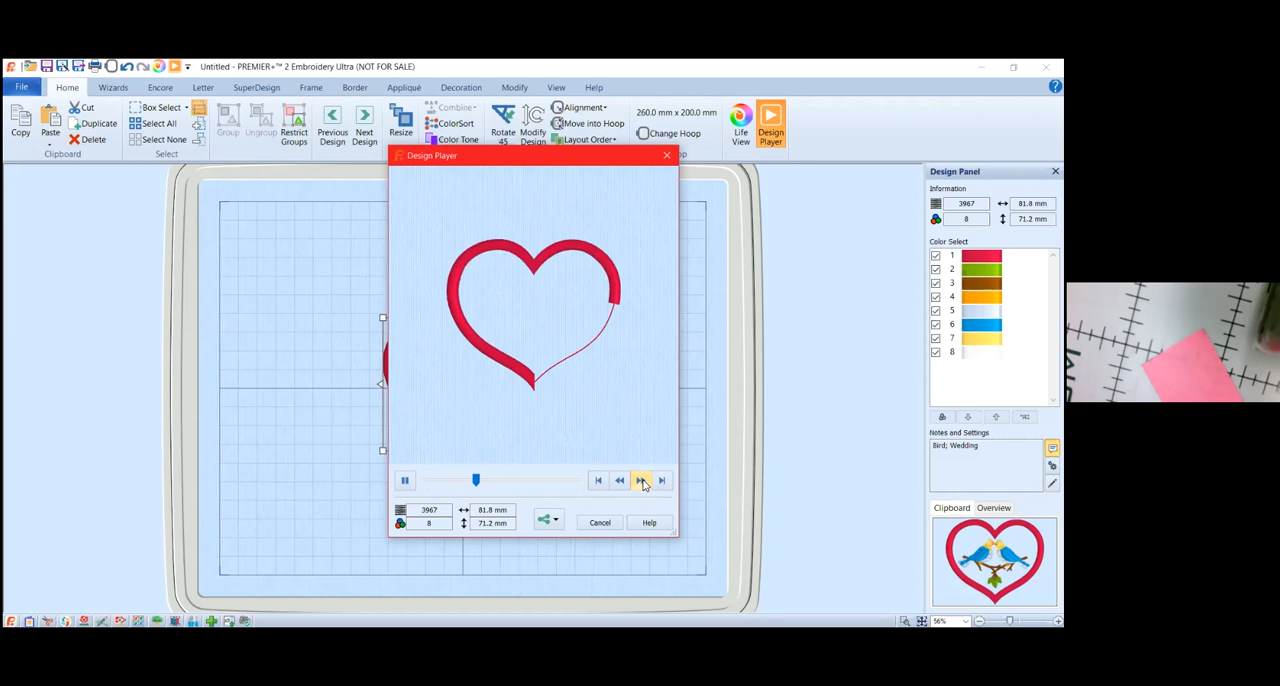 Untitled - PREMIER+™ 2 Embroidery Ultra (NOT FOR SALE)
File Home Wizards Encore Letter SuperDesign Frame Border Appliqué Decoration Modify View Help
Copy
Paste
Cut
Duplicate
Delete
Clipboard
Box Select
Select All
Select None
Select
Group
Ungroup
Restrict Groups
Previous Design
Next Design
Resize
Combine
ColorSort
Color Tone
Rotate 45
Modify Design
Alignment
Move into Hoop
Layout Order
260.0 mm x 200.0 mm
Change Hoop
Life View
Design Player
Design Player
3967 81.8 mm
8 71.2 mm
Cancel
Help
Design Panel
Information
3967 81.8 mm
8 71.2 mm
Color Select
1
2
3
4
5
6
7
8
Notes and Settings
Bird; Wedding
Clipboard Overview
56%